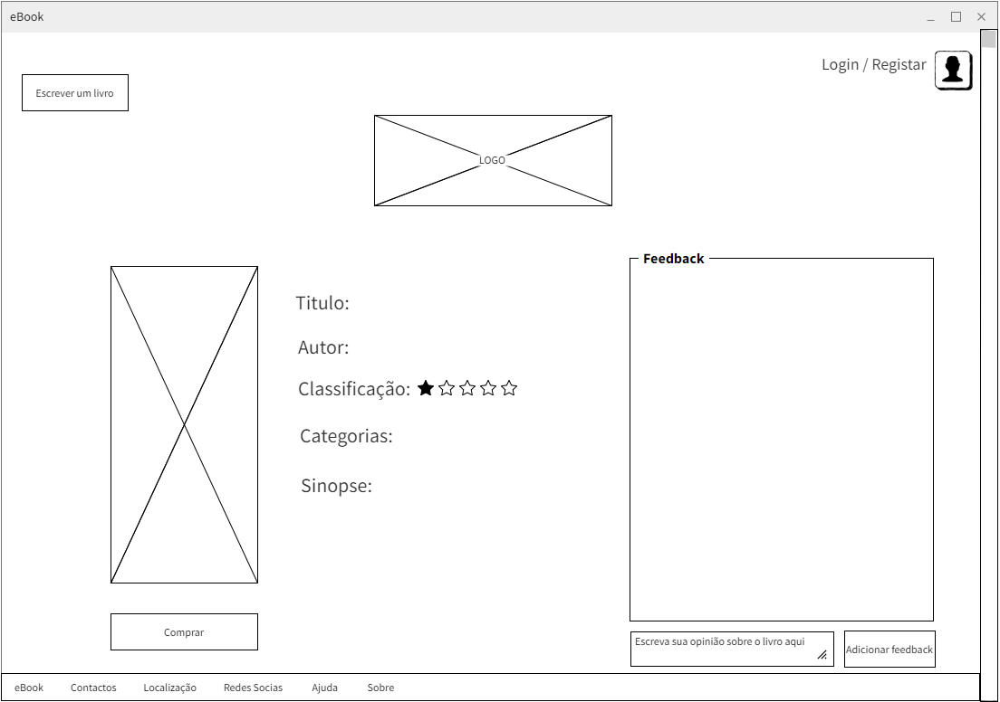 eBook
Login / Registar
Escrever um livro
LOGO
Feedback
Titulo:
Autor:
Classificação:
Categorias:
Sinopse:
Comprar
Escreva sua opinião sobre o livro aqui
Adicionar feedback
eBook Contactos Localização Redes Socias Ajuda Sobre